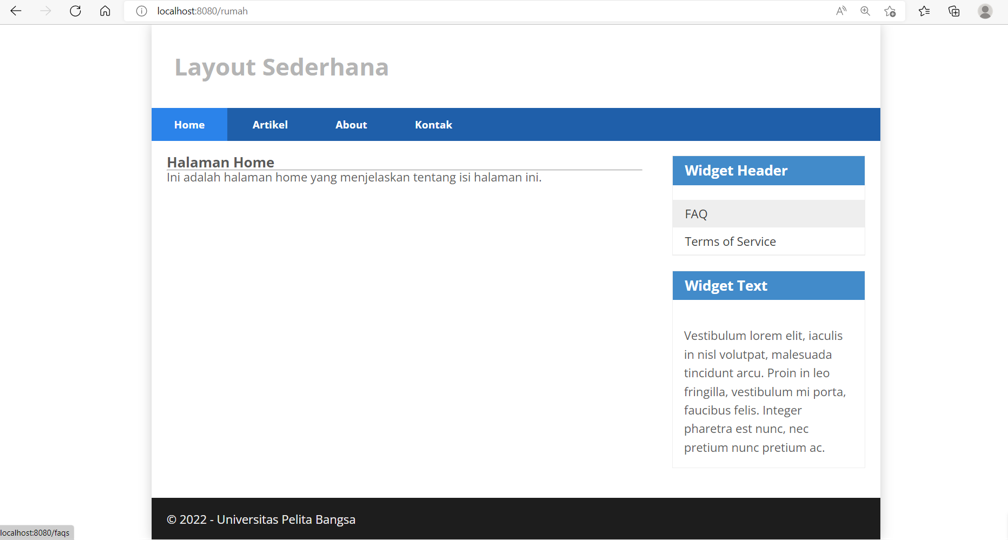 localhost:8080/rumah
Layout Sederhana
Home Artikel About Kontak
Halaman Home
Ini adalah halaman home yang menjelaskan tentang isi halaman ini.
Widget Header
FAQ
Terms of Service
Widget Text
Vestibulum lorem elit, iaculis
in nisl volutpat, malesuada
tincidunt arcu. Proin in leo
fringilla, vestibulum mi porta,
faucibus felis. Integer
pharetra est nunc, nec
pretium nunc pretium ac.
© 2022 - Universitas Pelita Bangsa
localhost:8080/faqs